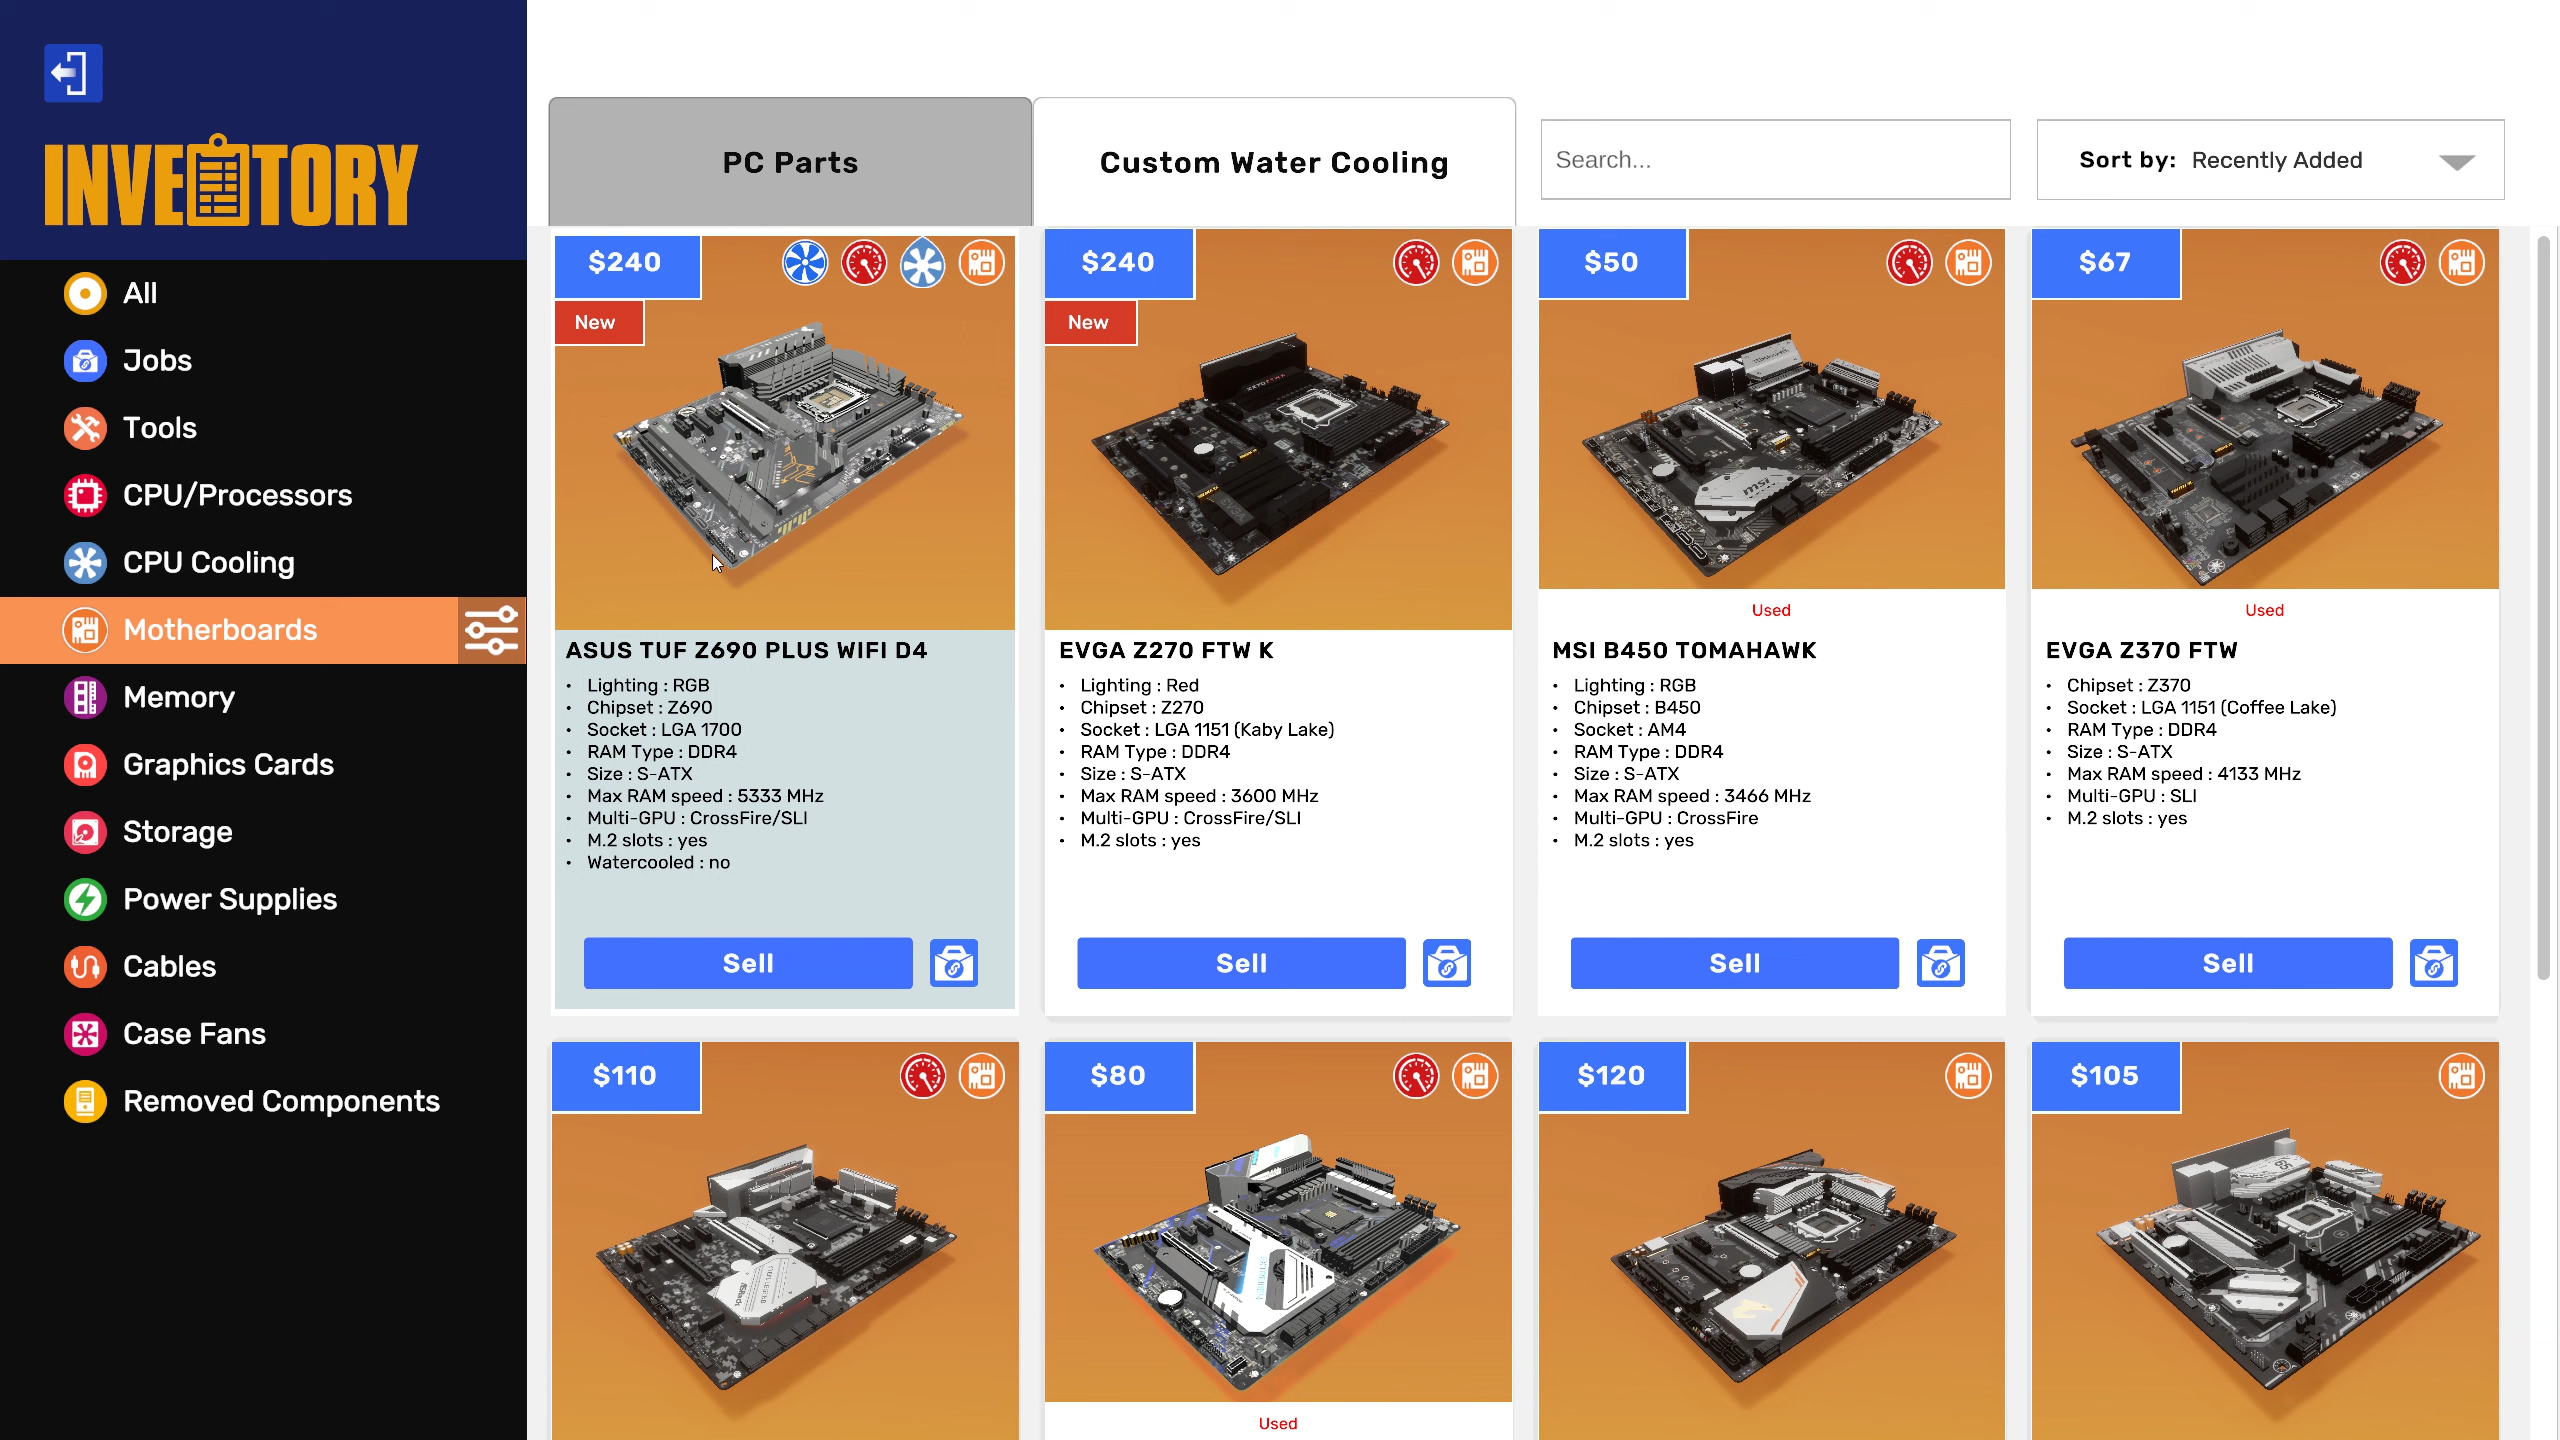 INVENTORY
PC Parts
Custom Water Cooling
Search...
Sort by: Recently Added
All
Jobs
Tools
CPU/Processors
CPU Cooling
Motherboards
Memory
Graphics Cards
Storage
Power Supplies
Cables
Case Fans
Removed Components
$240
New
ASUS TUF Z690 PLUS WIFI D4
• Lighting : RGB
• Chipset : Z690
• Socket : LGA 1700
• RAM Type : DDR4
• Size : S-ATX
• Max RAM speed : 5333 MHz
• Multi-GPU : CrossFire/SLI
• M.2 slots : yes
• Watercooled : no
Sell
$240
New
EVGA Z270 FTW K
• Lighting : Red
• Chipset : Z270
• Socket : LGA 1151 (Kaby Lake)
• RAM Type : DDR4
• Size : S-ATX
• Max RAM speed : 3600 MHz
• Multi-GPU : CrossFire/SLI
• M.2 slots : yes
Sell
$50
msi
Used
MSI B450 TOMAHAWK
• Lighting : RGB
• Chipset : B450
• Socket : AM4
• RAM Type : DDR4
• Size : S-ATX
• Max RAM speed : 3466 MHz
• Multi-GPU : CrossFire
• M.2 slots : yes
Sell
$67
Used
EVGA Z370 FTW
• Chipset : Z370
• Socket : LGA 1151 (Coffee Lake)
• RAM Type : DDR4
• Size : S-ATX
• Max RAM speed : 4133 MHz
• Multi-GPU : SLI
• M.2 slots : yes
Sell
$110
$80
Used
$120
$105